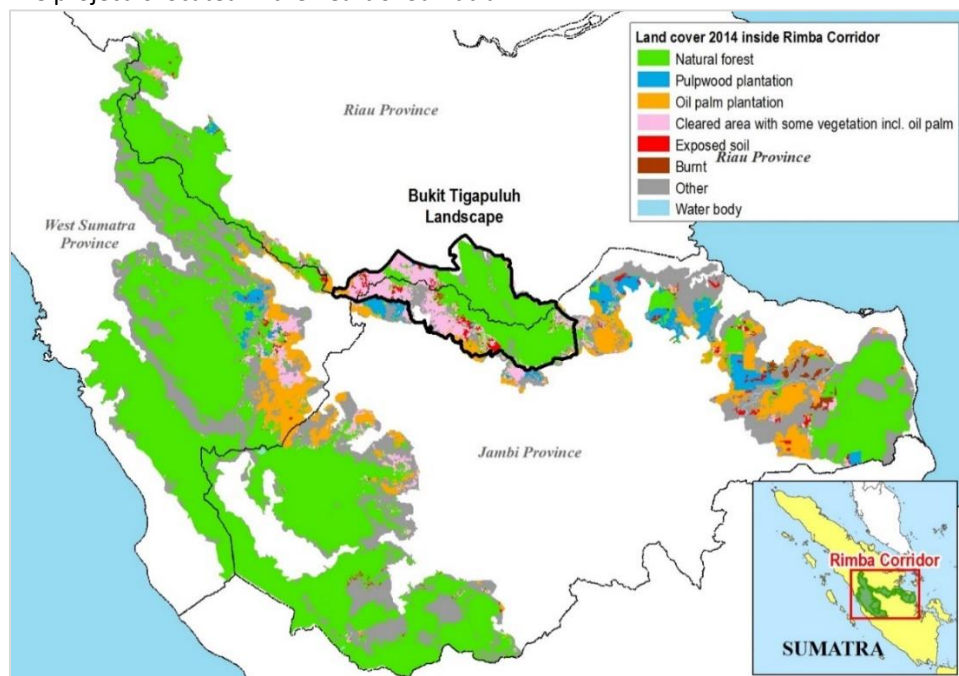 Land cover 2014 inside Rimba Corridor
Natural forest
Pulpwood plantation
Oil palm plantation
Cleared area with some vegetation incl. oil palm
Exposed soil
Burnt
Other
Water body
Riau Province
Riau Province
Bukit Tigapuluh
Landscape
West Sumatra
Province
Jambi Province
Rimba Corridor
SUMATRA